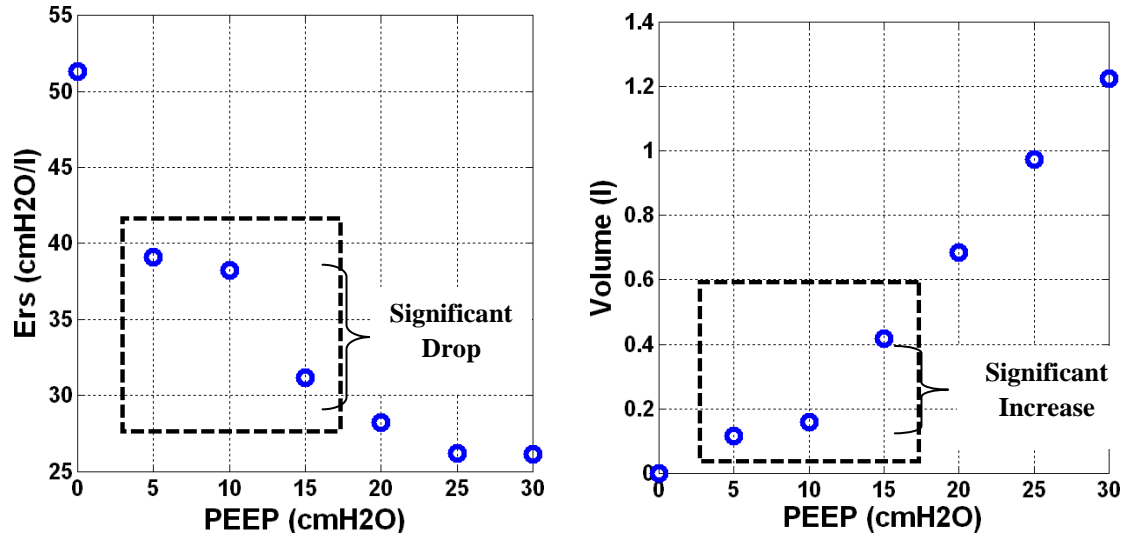 55
50
45
40
35
30
25
Ers (cmH2O/l)
Significant
Drop
0 5 10 15 20 25 30
PEEP (cmH2O)
1.4
1.2
1
0.8
0.6
0.4
0.2
0
Volume (l)
Significant
Increase
0 5 10 15 20 25 30
PEEP (cmH2O)